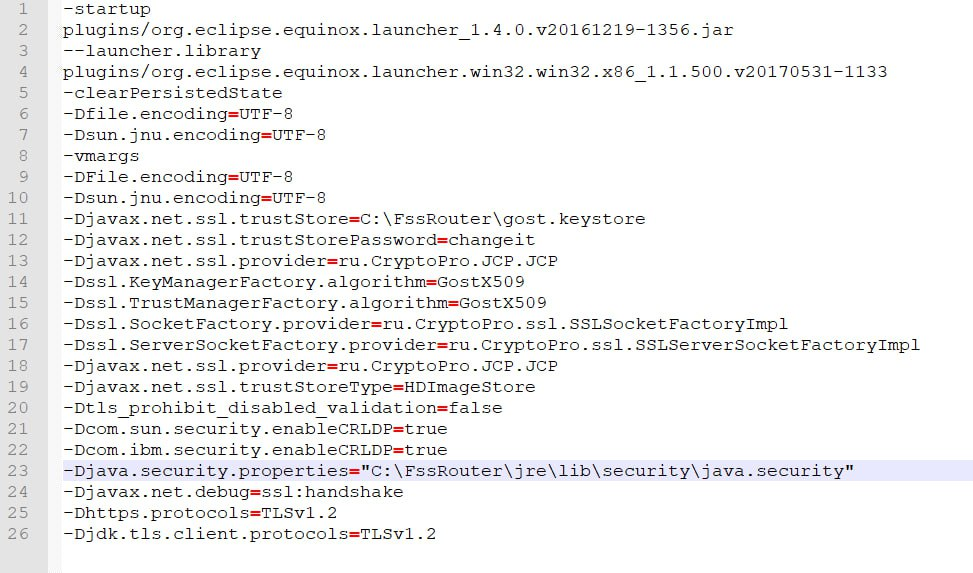 1 -startup
2 plugins/org.eclipse.equinox.launcher_1.4.0.v20161219-1356.jar
3 --launcher.library
4 plugins/org.eclipse.equinox.launcher.win32.win32.x86_1.1.500.v20170531-1133
5 -clearPersistedState
6 -Dfile.encoding=UTF-8
7 -Dsun.jnu.encoding=UTF-8
8 -vmargs
9 -DFile.encoding=UTF-8
10 -Dsun.jnu.encoding=UTF-8
11 -Djavax.net.ssl.trustStore=C:\FssRouter\gost.keystore
12 -Djavax.net.ssl.trustStorePassword=changeit
13 -Djavax.net.ssl.provider=ru.CryptoPro.JCP.JCP
14 -Dssl.KeyManagerFactory.algorithm=GostX509
15 -Dssl.TrustManagerFactory.algorithm=GostX509
16 -Dssl.SocketFactory.provider=ru.CryptoPro.ssl.SSLSocketFactoryImpl
17 -Dssl.ServerSocketFactory.provider=ru.CryptoPro.ssl.SSLServerSocketFactoryImpl
18 -Djavax.net.ssl.provider=ru.CryptoPro.JCP.JCP
19 -Djavax.net.ssl.trustStoreType=HDImageStore
20 -Dtls_prohibit_disabled_validation=false
21 -Dcom.sun.security.enableCRLDP=true
22 -Dcom.ibm.security.enableCRLDP=true
23 -Djava.security.properties="C:\FssRouter\jre\lib\security\java.security"
24 -Djavax.net.debug=ssl:handshake
25 -Dhttps.protocols=TLSv1.2
26 -Djdk.tls.client.protocols=TLSv1.2